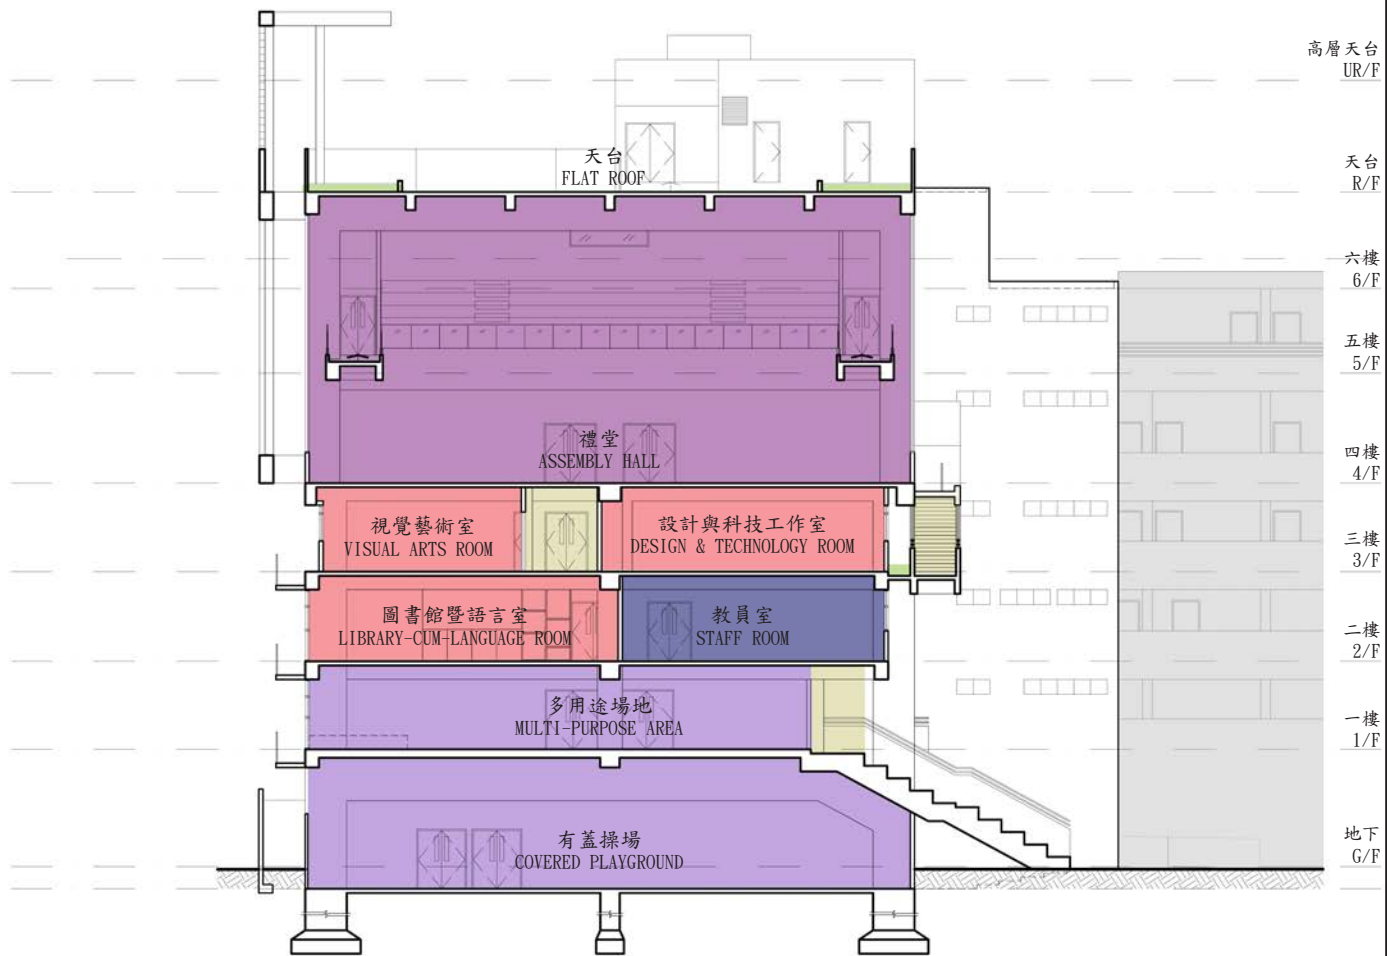 高層天台
UR/F
天台
FLAT ROOF
天台
R/F
六樓
6/F
五樓
5/F
禮堂
ASSEMBLY HALL
四樓
4/F
視覺藝術室
VISUAL ARTS ROOM
設計與科技工作室
DESIGN & TECHNOLOGY ROOM
三樓
3/F
圖書館暨語言室
LIBRARY-CUM-LANGUAGE ROOM
教員室
STAFF ROOM
二樓
2/F
多用途場地
MULTI-PURPOSE AREA
一樓
1/F
有蓋操場
COVERED PLAYGROUND
地下
G/F